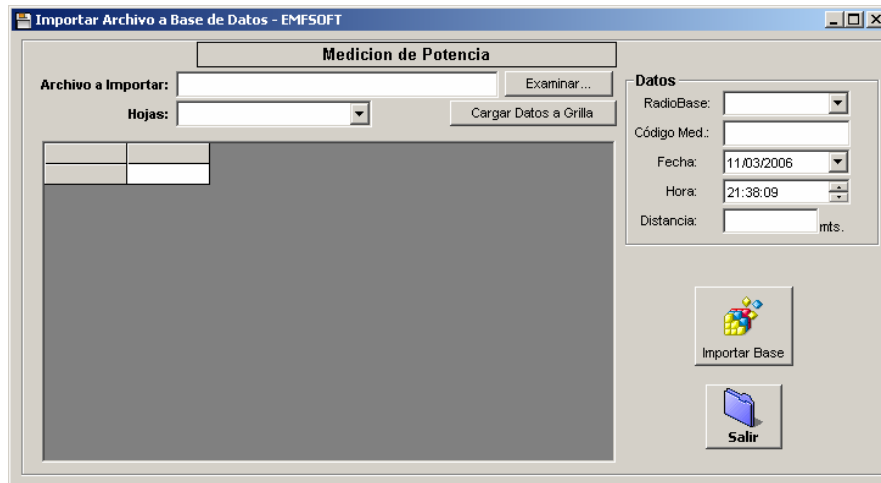 Importar Archivo a Base de Datos - EMFSOFT
Medicion de Potencia
Archivo a Importar:
Examinar...
Hojas:
Cargar Datos a Grilla
Datos
RadioBase:
Código Med.:
Fecha: 11/03/2006
Hora: 21:38:09
Distancia: mts.
Importar Base
Salir